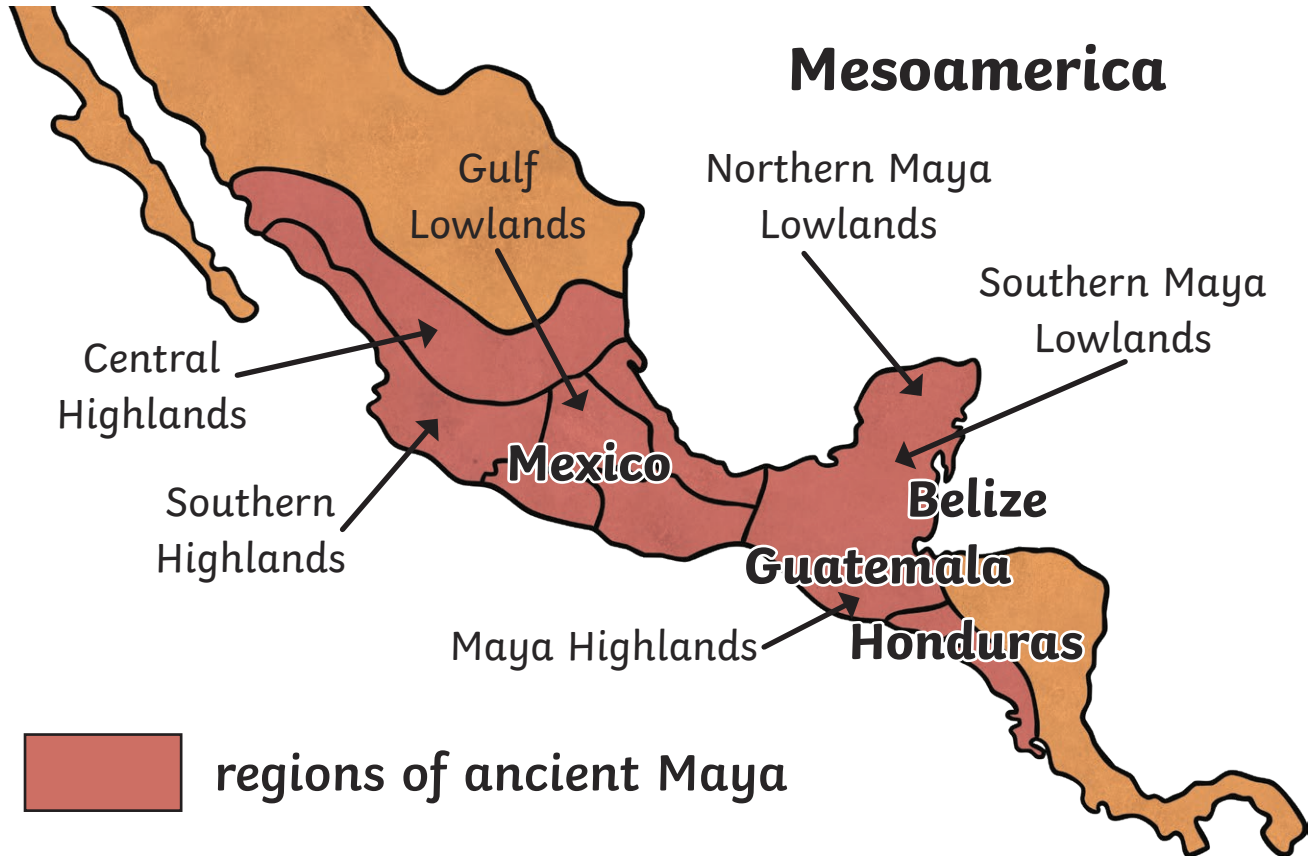 Mesoamerica
Gulf
Lowlands
Northern Maya
Lowlands
Southern Maya
Lowlands
Central
Highlands
Southern
Highlands
Mexico
Belize
Guatemala
Maya Highlands
Honduras
regions of ancient Maya